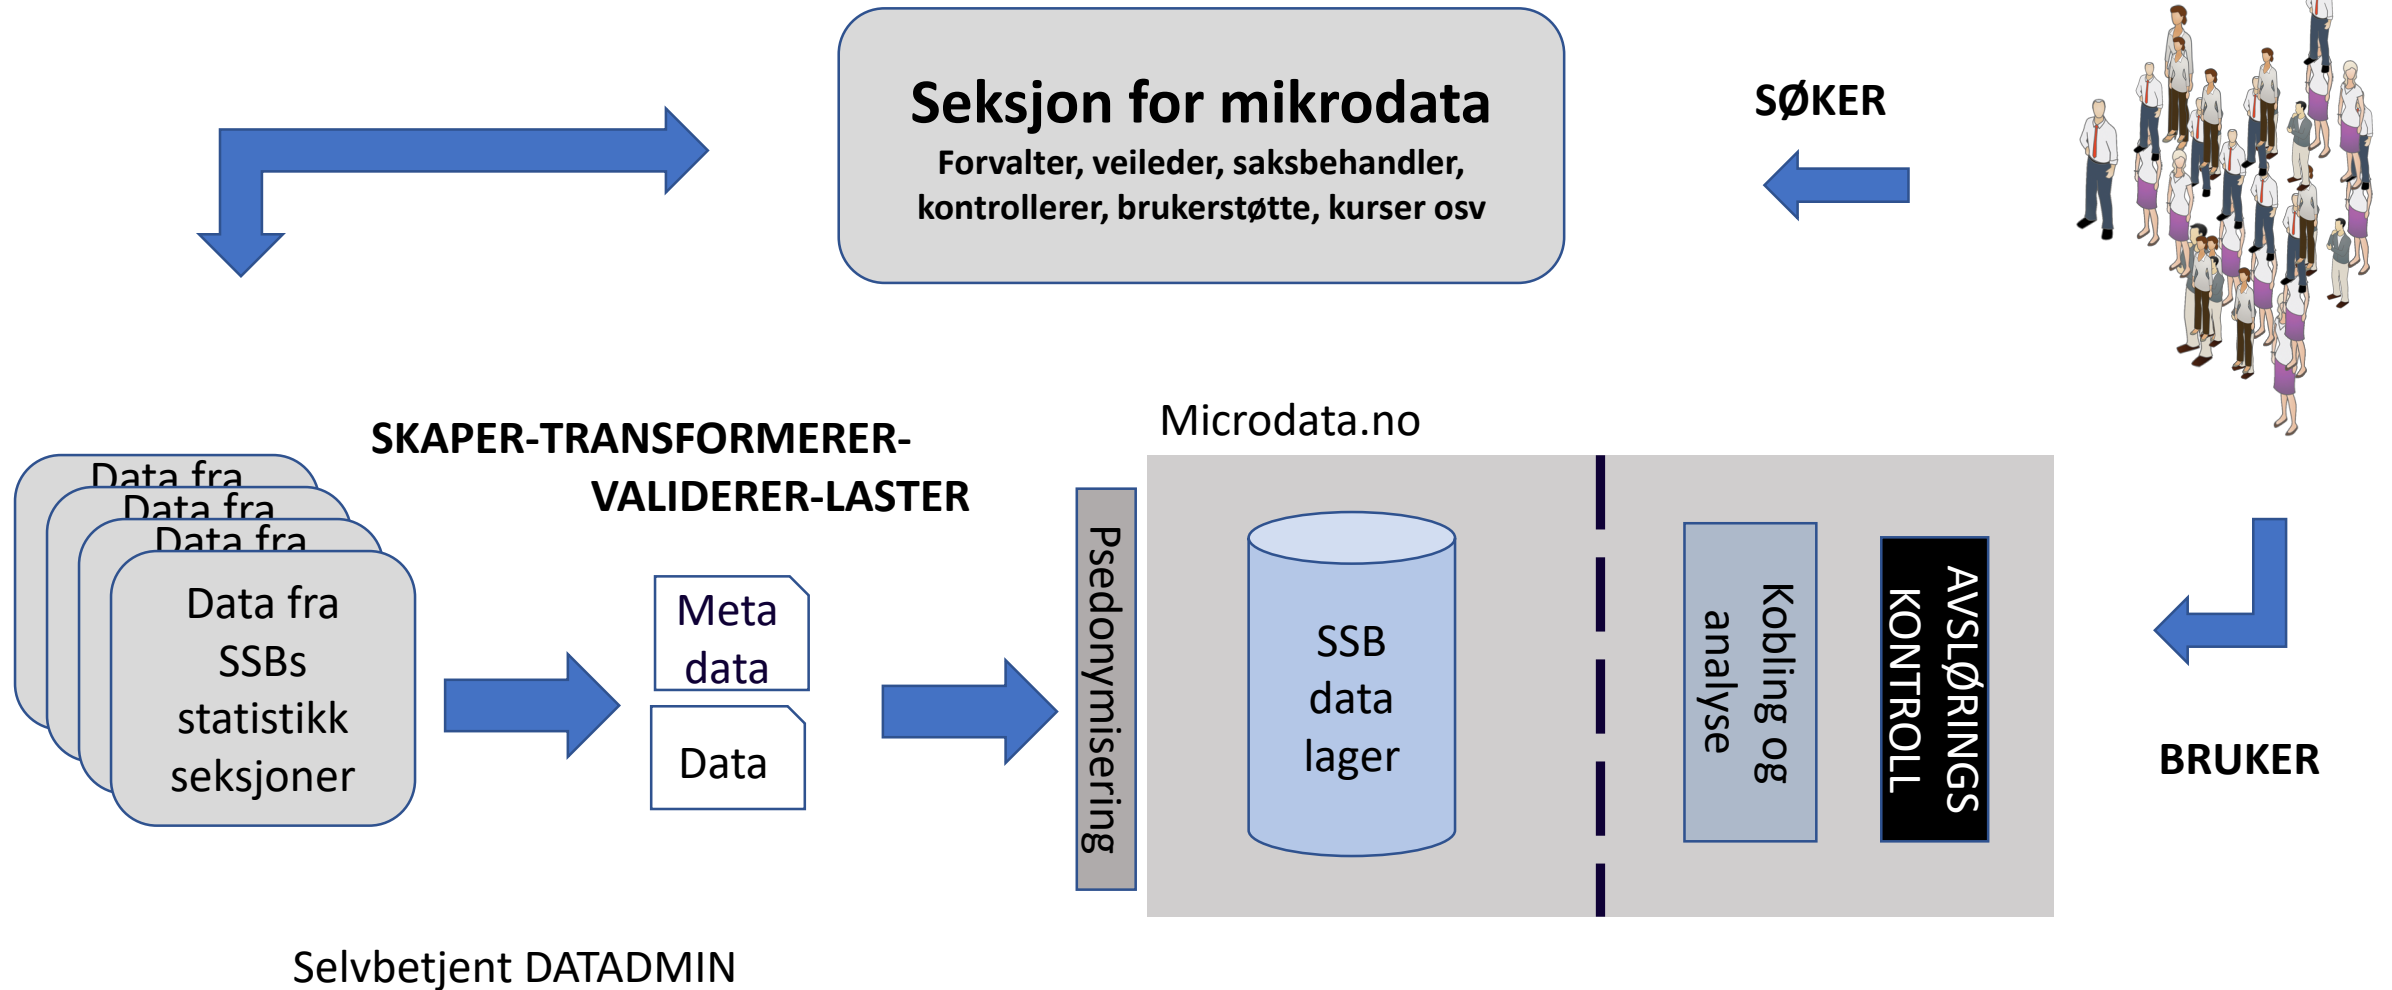 Seksjon for mikrodata
Forvalter, veileder, saksbehandler,
kontrollerer, brukerstøtte, kurser osv
SØKER
Microdata.no
SKAPER-TRANSFORMERER-
VALIDERER-LASTER
Data fra
Data fra
Data fra
Data fra
SSBs
statistikk
seksjoner
Meta
data
Data
Psedonymisering
SSB
data
lager
Kobling og
analyse
AVSLØRINGS
KONTROLL
BRUKER
Selvbetjent DATADMIN